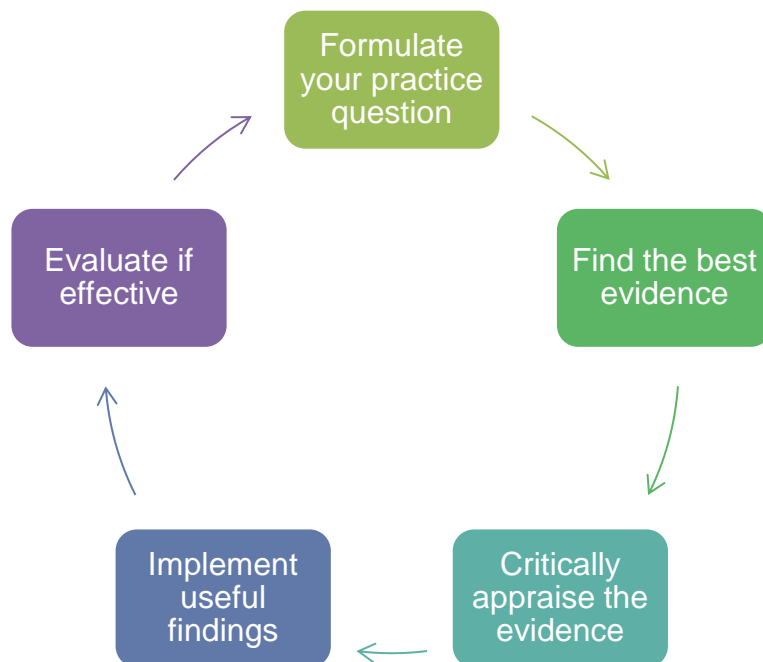 Formulate
your practice
question
Find the best
evidence
Critically
appraise the
evidence
Implement
useful
findings
Evaluate if
effective